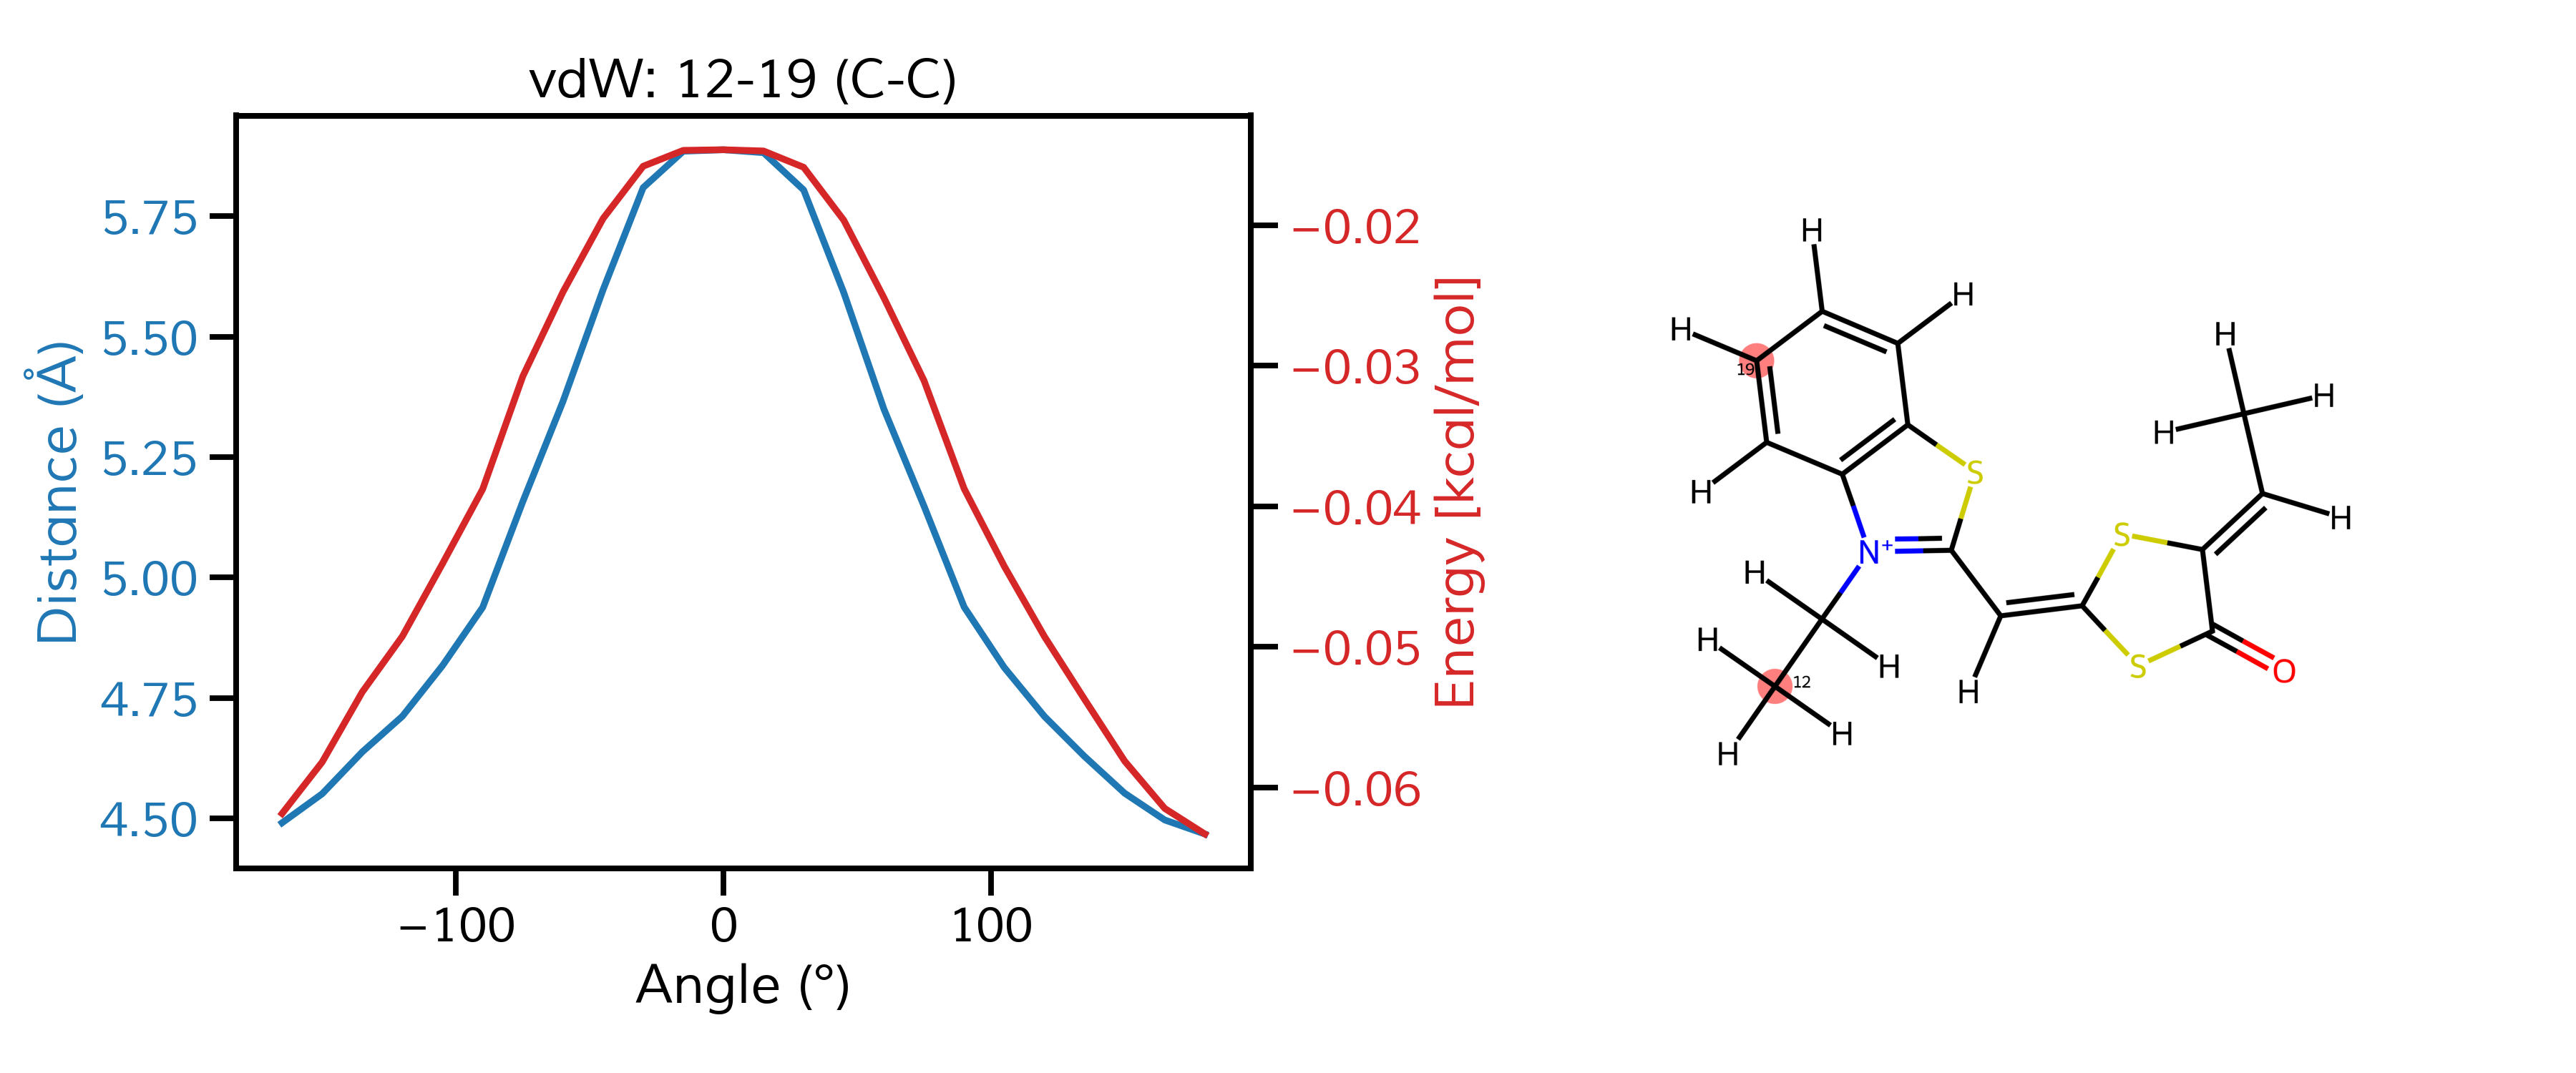 vdW: 12-19 (C-C)
Distance (Å)
5.75
5.50
5.25
5.00
4.75
4.50
−100
0
100
Angle (°)
−0.02
−0.03
−0.04
−0.05
−0.06
Energy [kcal/mol]
H
H
H
H
H
H
H
19
H
S
H
S
N⁺
H
H
H
S
O
12
H
H
H